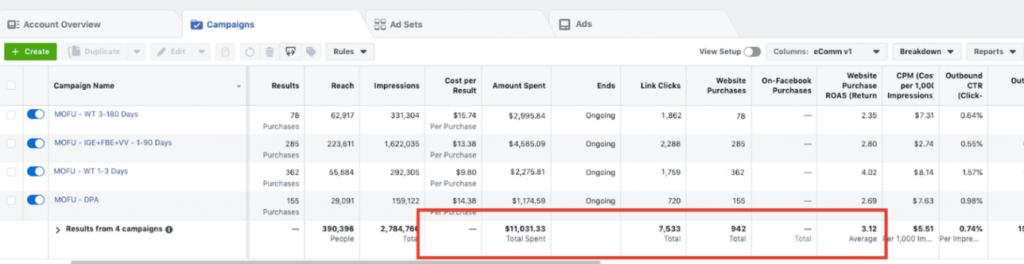 Account Overview
Campaigns
Ad Sets
Ads
+ Create
Duplicate
Edit
Rules
View Setup
Columns: eComm v1
Breakdown
Reports
Campaign Name
Results
Reach
Impressions
Cost per Result
Amount Spent
Ends
Link Clicks
Website Purchases
On-Facebook Purchases
Website Purchase ROAS (Return
CPM (Cos per 1,000 Impressions
Outbound CTR (Click-
MOFU - WT 3-180 Days
78
Purchases
62,917
331,304
$15.74
Per Purchase
$2,995.84
Ongoing
1,862
78
—
2.35
$7.31
0.64%
MOFU - IGE+FBE+VV - 1-90 Days
285
Purchases
223,611
1,622,035
$13.38
Per Purchase
$4,585.09
Ongoing
2,288
285
—
2.80
$2.74
0.55%
MOFU - WT 1-3 Days
362
Purchases
55,884
292,305
$9.80
Per Purchase
$2,275.81
Ongoing
1,759
362
—
4.02
$8.14
1.57%
MOFU - DPA
155
Purchases
29,091
159,122
$14.38
Per Purchase
$1,174.59
Ongoing
720
155
—
2.69
$7.63
0.98%
Results from 4 campaigns
—
390,396
People
2,784,766
Total
—
$11,031.33
Total Spent
7,533
Total
942
Total
—
Total
3.12
Average
$5.51
Per 1,000 Im...
0.74%
Per Impre...